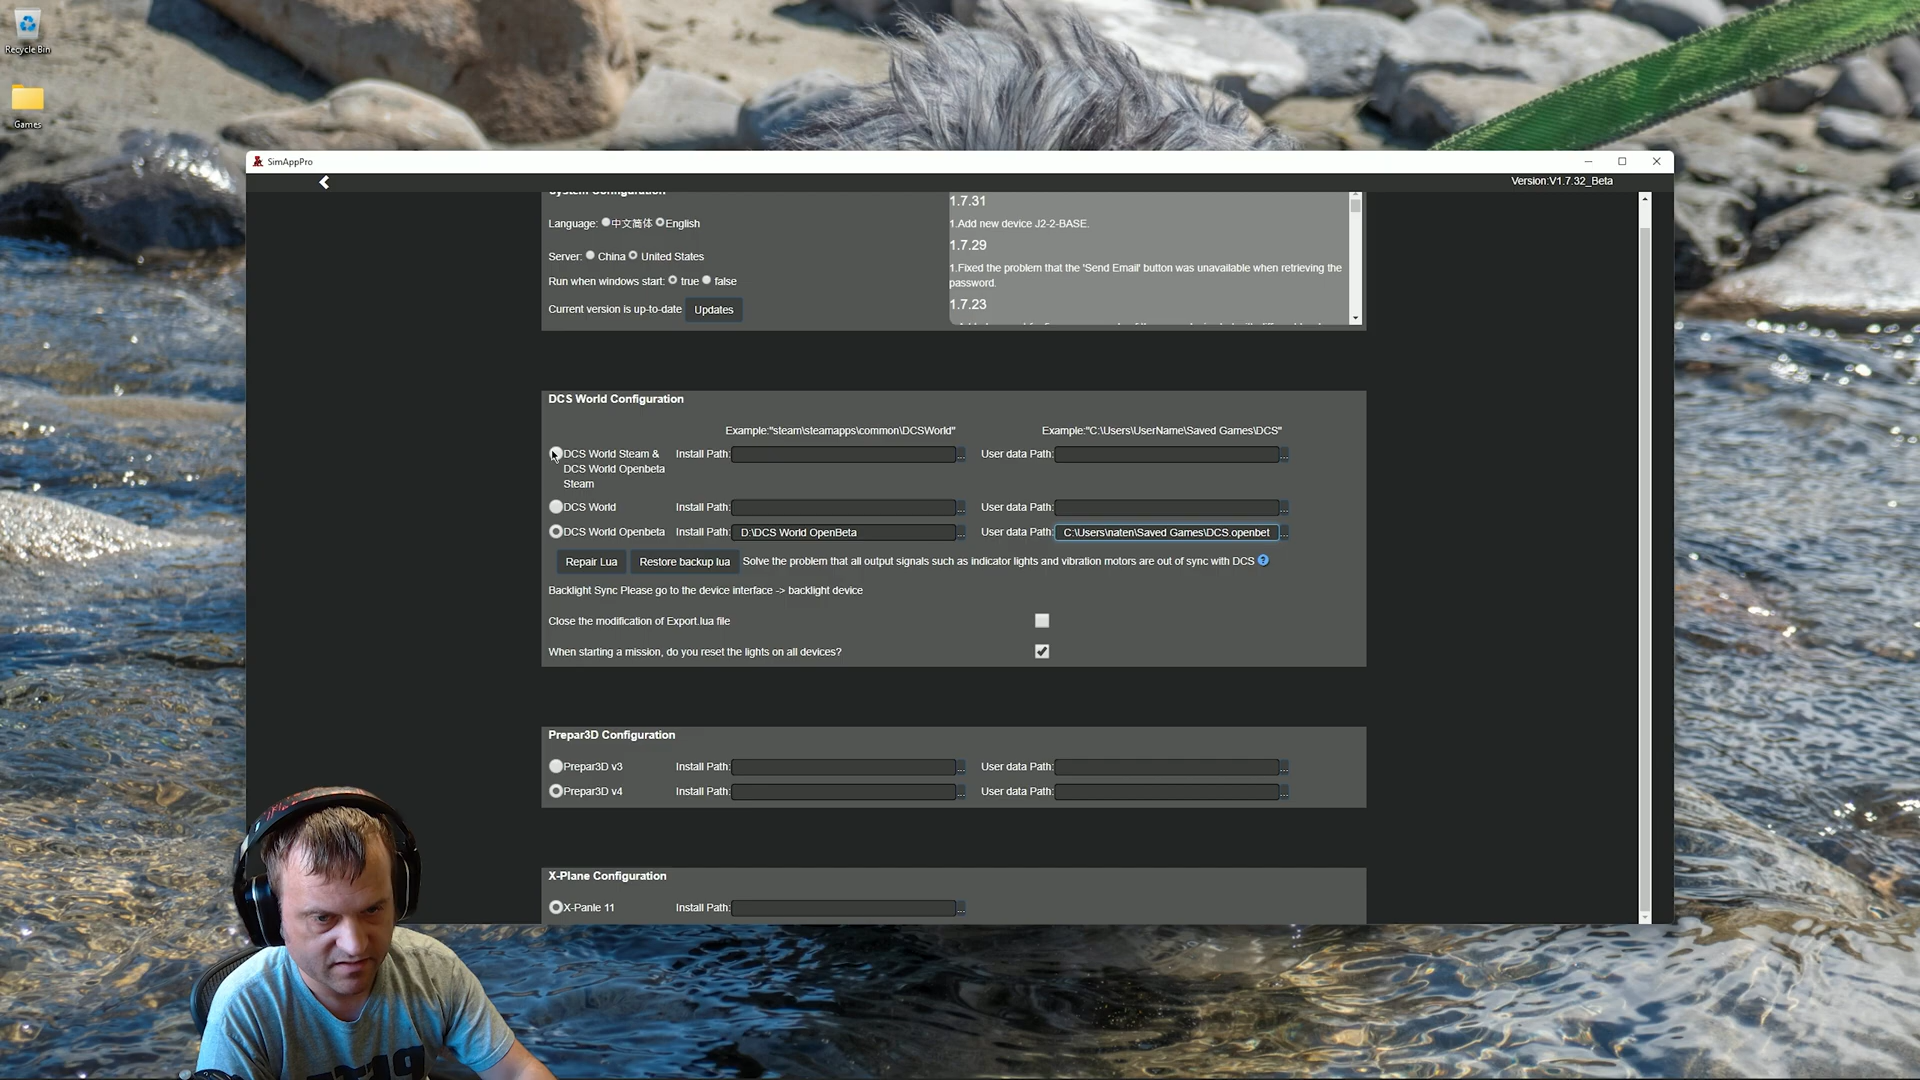 Recycle Bin
Games
SimAppPro
Version:V1.7.32_Beta
System Configuration
Language: 中文简体 English
Server: China United States
Run when windows start: true false
Current version is up-to-date Updates
1.7.31
1.Add new device J2-2-BASE.
1.7.29
1.Fixed the problem that the 'Send Email' button was unavailable when retrieving the
password.
1.7.23
DCS World Configuration
Example:"steam\steamapps\common\DCSWorld" Example:"C:\Users\UserName\Saved Games\DCS"
DCS World Steam & Install Path: ... User data Path: ...
DCS World Openbeta
Steam
DCS World Install Path: ... User data Path: ...
DCS World Openbeta Install Path: D:\DCS World OpenBeta ... User data Path: C:\Users\naten\Saved Games\DCS.openbet ...
Repair Lua Restore backup lua Solve the problem that all output signals such as indicator lights and vibration motors are out of sync with DCS ?
Backlight Sync Please go to the device interface -> backlight device
Close the modification of Export.lua file
When starting a mission, do you reset the lights on all devices?
Prepar3D Configuration
Prepar3D v3 Install Path: ... User data Path: ...
Prepar3D v4 Install Path: ... User data Path: ...
X-Plane Configuration
X-Panle 11 Install Path: ...